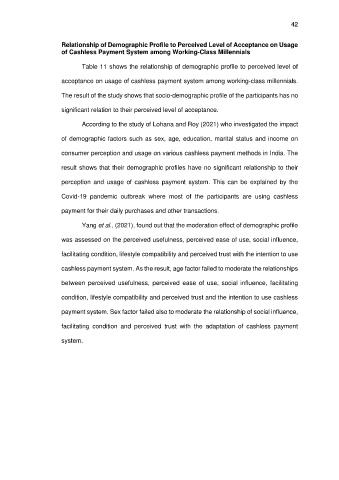 42
Relationship of Demographic Profile to Perceived Level of Acceptance on Usage
of Cashless Payment System among Working-Class Millennials
Table 11 shows the relationship of demographic profile to perceived level of
acceptance on usage of cashless payment system among working-class millennials.
The result of the study shows that socio-demographic profile of the participants has no
significant relation to their perceived level of acceptance.
According to the study of Lohana and Roy (2021) who investigated the impact
of demographic factors such as sex, age, education, marital status and income on
consumer perception and usage on various cashless payment methods in India. The
result shows that their demographic profiles have no significant relationship to their
perception and usage of cashless payment system. This can be explained by the
Covid-19 pandemic outbreak where most of the participants are using cashless
payment for their daily purchases and other transactions.
Yang et al., (2021), found out that the moderation effect of demographic profile
was assessed on the perceived usefulness, perceived ease of use, social influence,
facilitating condition, lifestyle compatibility and perceived trust with the intention to use
cashless payment system. As the result, age factor failed to moderate the relationships
between perceived usefulness, perceived ease of use, social influence, facilitating
condition, lifestyle compatibility and perceived trust and the intention to use cashless
payment system. Sex factor failed also to moderate the relationship of social influence,
facilitating condition and perceived trust with the adaptation of cashless payment
system.